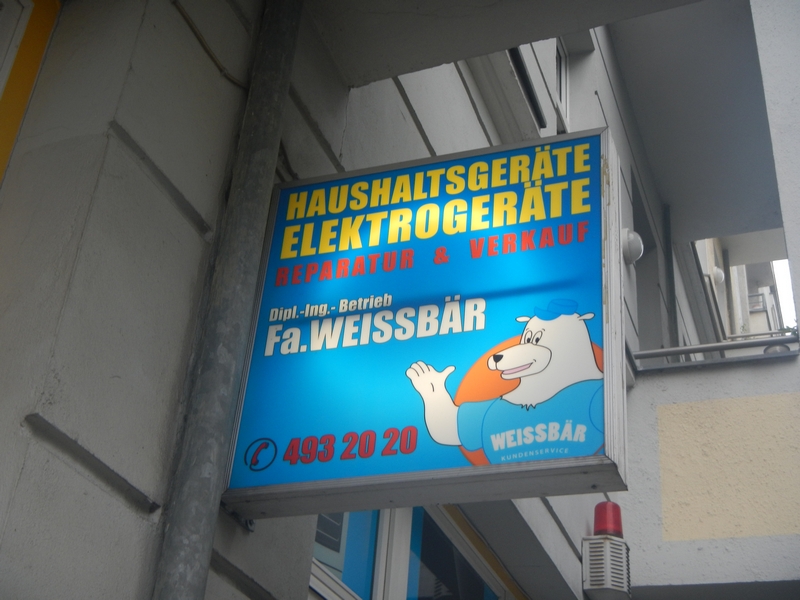 HAUSHALTSGERÄTE
ELEKTROGERÄTE
REPARATUR & VERKAUF
Dipl.-Ing.- Betrieb
Fa.WEISSBÄR
493 20 20
WEISSBÄR
KUNDENSERVICE